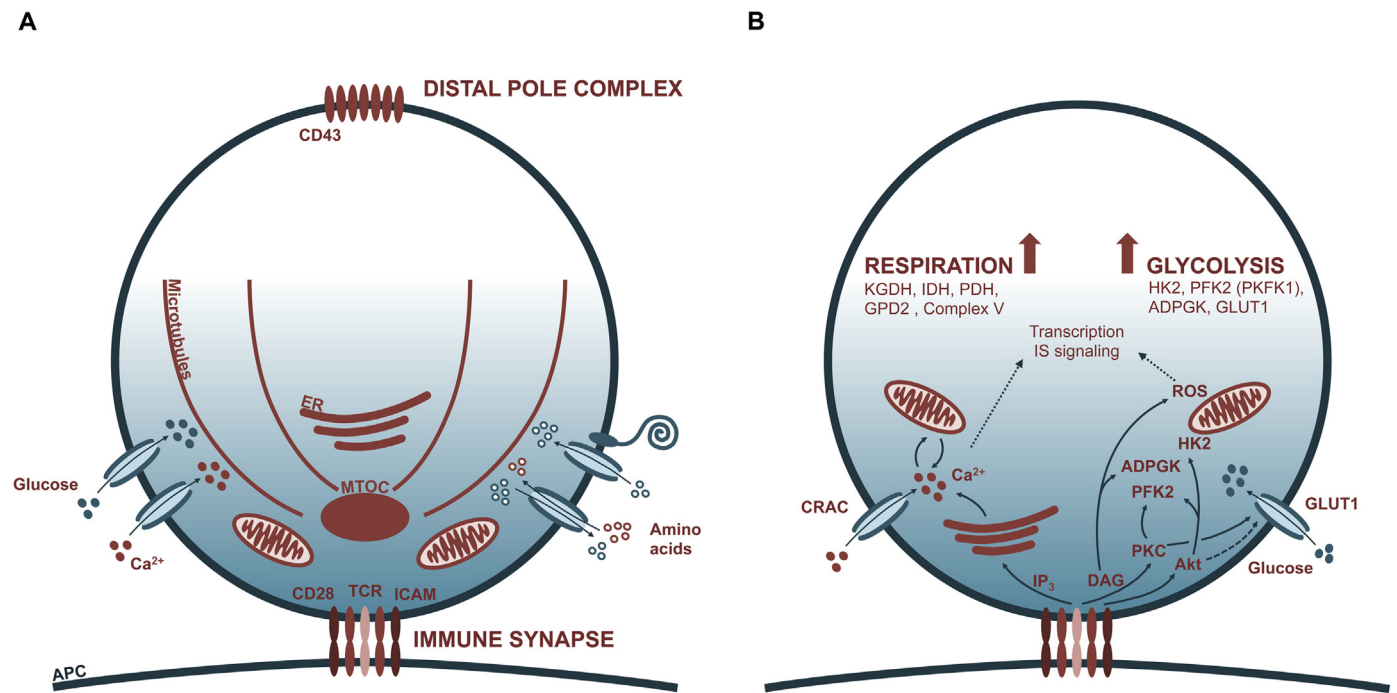 A
DISTAL POLE COMPLEX
CD43
Microtubules
ER
MTOC
Glucose
Ca²⁺
Amino
acids
CD28
TCR
ICAM
IMMUNE SYNAPSE
APC
B
RESPIRATION
KGDH, IDH, PDH,
GPD2 , Complex V
GLYCOLYSIS
HK2, PFK2 (PKFK1),
ADPGK, GLUT1
Transcription
IS signaling
ROS
HK2
Ca²⁺
ADPGK
PFK2
CRAC
GLUT1
PKC
Akt
Glucose
IP₃
DAG